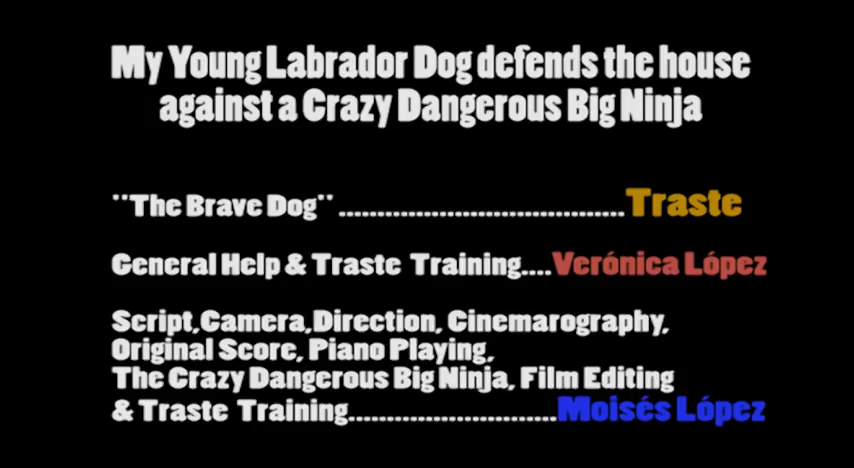 My Young Labrador Dog defends the house
against a Crazy Dangerous Big Ninja
"The Brave Dog" .....................................Traste
General Help & Traste Training....Verónica López
Script,Camera,Direction, Cinemarography,
Original Score, Piano Playing,
The Crazy Dangerous Big Ninja, Film Editing
& Traste Training...........................Moisés López